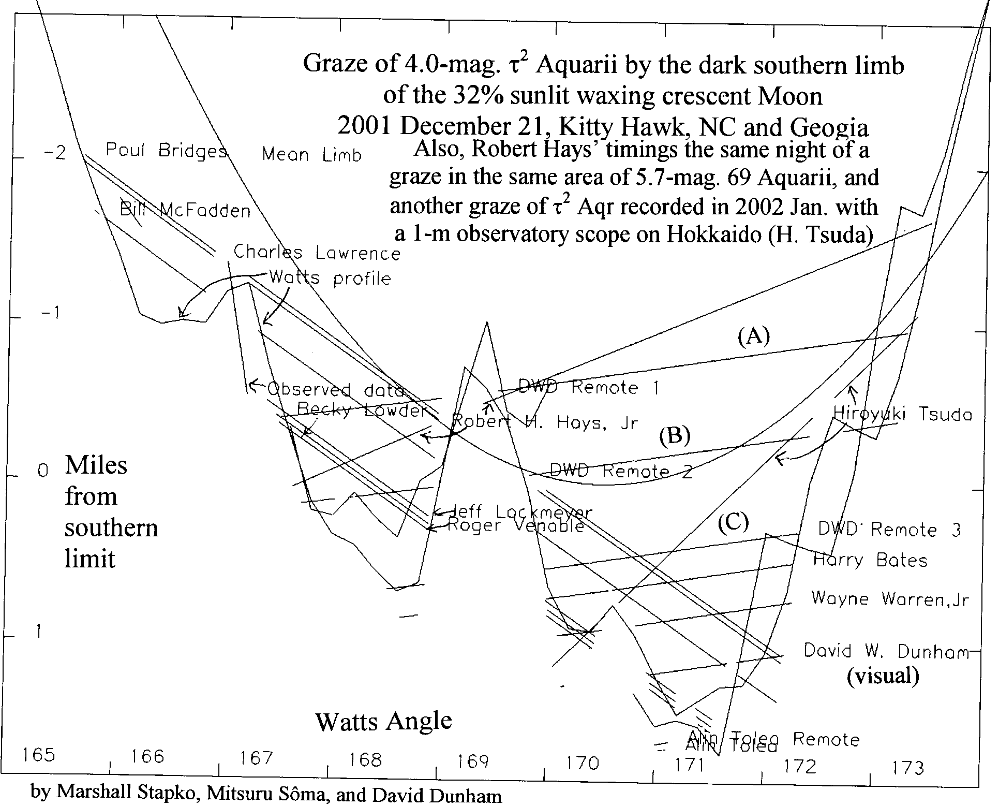 Graze of 4.0-mag. τ² Aquarii by the dark southern limb
of the 32% sunlit waxing crescent Moon
2001 December 21, Kitty Hawk, NC and Geogia
Also, Robert Hays' timings the same night of a
graze in the same area of 5.7-mag. 69 Aquarii, and
another graze of τ² Aqr recorded in 2002 Jan. with
a 1-m observatory scope on Hokkaido (H. Tsuda)
-2
Paul Bridges
Mean Limb
Bill McFadden
Charles Lawrence
Watts profile
-1
(A)
Observed data
DWD Remote 1
Becky Lowder
Robert H. Hays, Jr
Hiroyuki Tsuda
(B)
0
Miles
from
southern
limit
DWD Remote 2
Jeff Lockmeyer
Roger Venable
(C)
DWD Remote 3
Harry Bates
Wayne Warren,Jr
1
David W. Dunham
(visual)
Watts Angle
Alin Tolea Remote
Alin Tolea
165 166 167 168 169 170 171 172 173
by Marshall Stapko, Mitsuru Sôma, and David Dunham